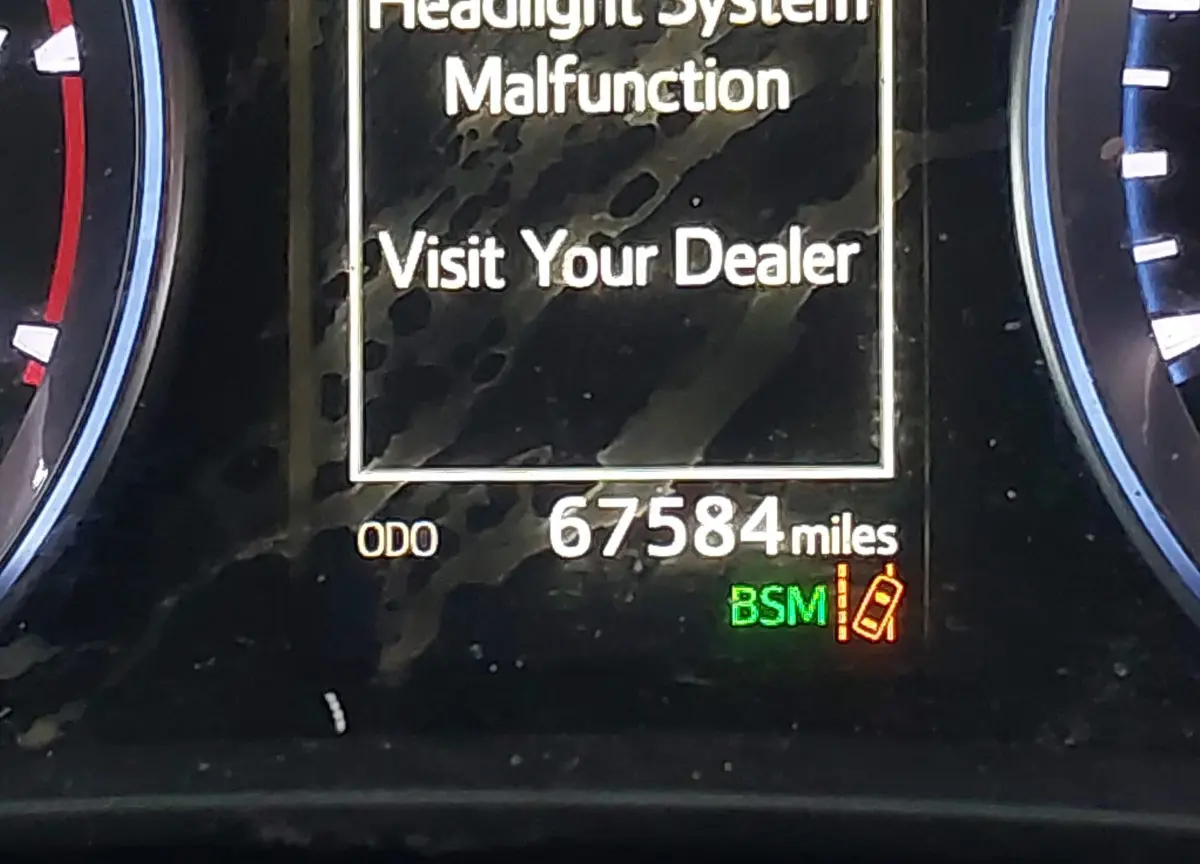 Headlight System
Malfunction
Visit Your Dealer
ODO 67584 miles
BSM